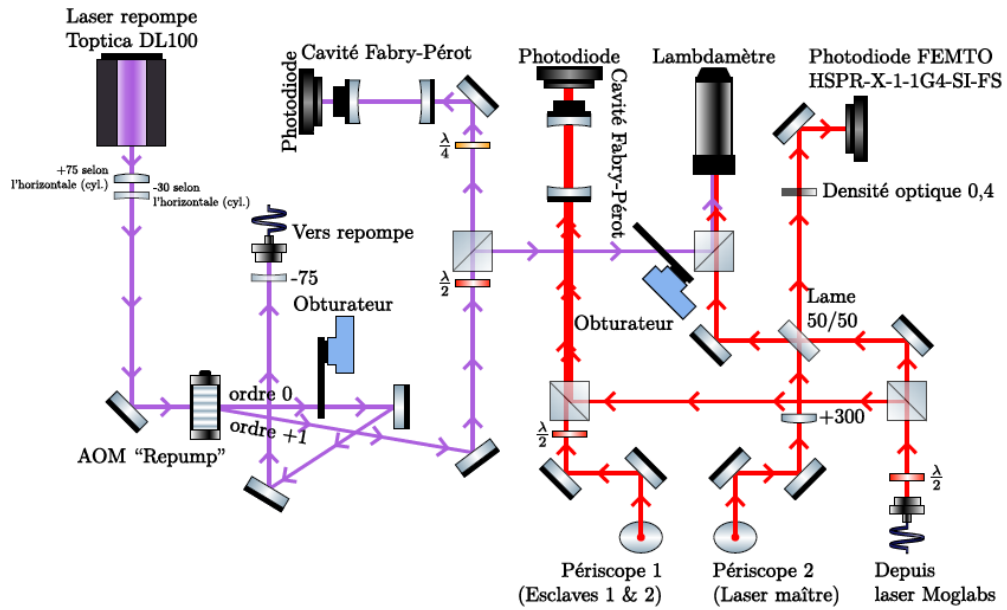 Laser repompe
Toptica DL100
Cavité Fabry-Pérot
Photodiode
Photodiode
Cavité Fabry-Pérot
Lambdamètre
Photodiode FEMTO
HSPR-X-1-1G4-SI-FS
λ/4
+75 selon
l'horizontale (cyl.)
-30 selon
l'horizontale (cyl.)
Densité optique 0,4
Vers repompe
-75
λ/2
Obturateur
Obturateur
Lame
50/50
ordre 0
ordre +1
AOM “Repump”
λ/2
+300
λ/2
Périscope 1
(Esclaves 1 & 2)
Périscope 2
(Laser maître)
Depuis
laser Moglabs